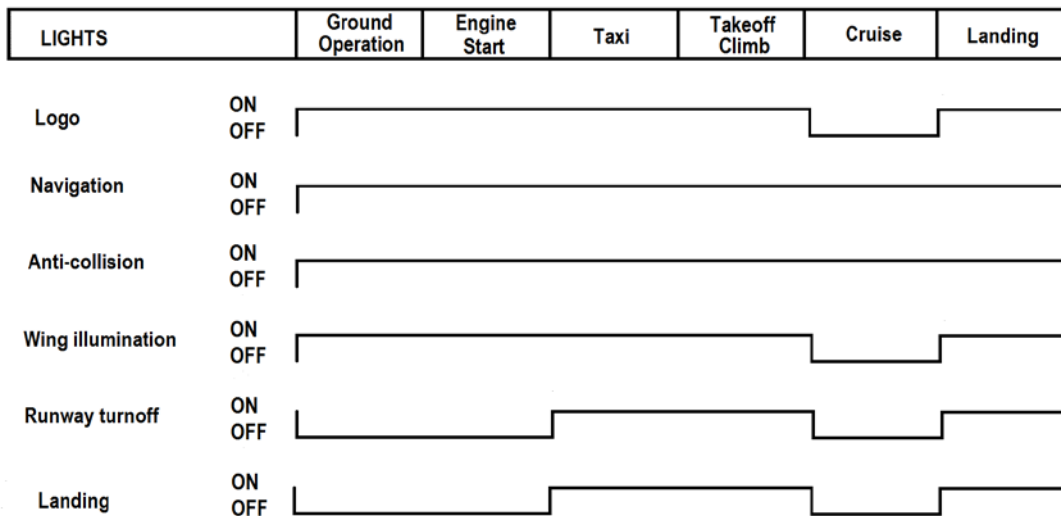 LIGHTS
Ground Operation
Engine Start
Taxi
Takeoff Climb
Cruise
Landing
Logo
ON
OFF
Navigation
ON
OFF
Anti-collision
ON
OFF
Wing illumination
ON
OFF
Runway turnoff
ON
OFF
Landing
ON
OFF